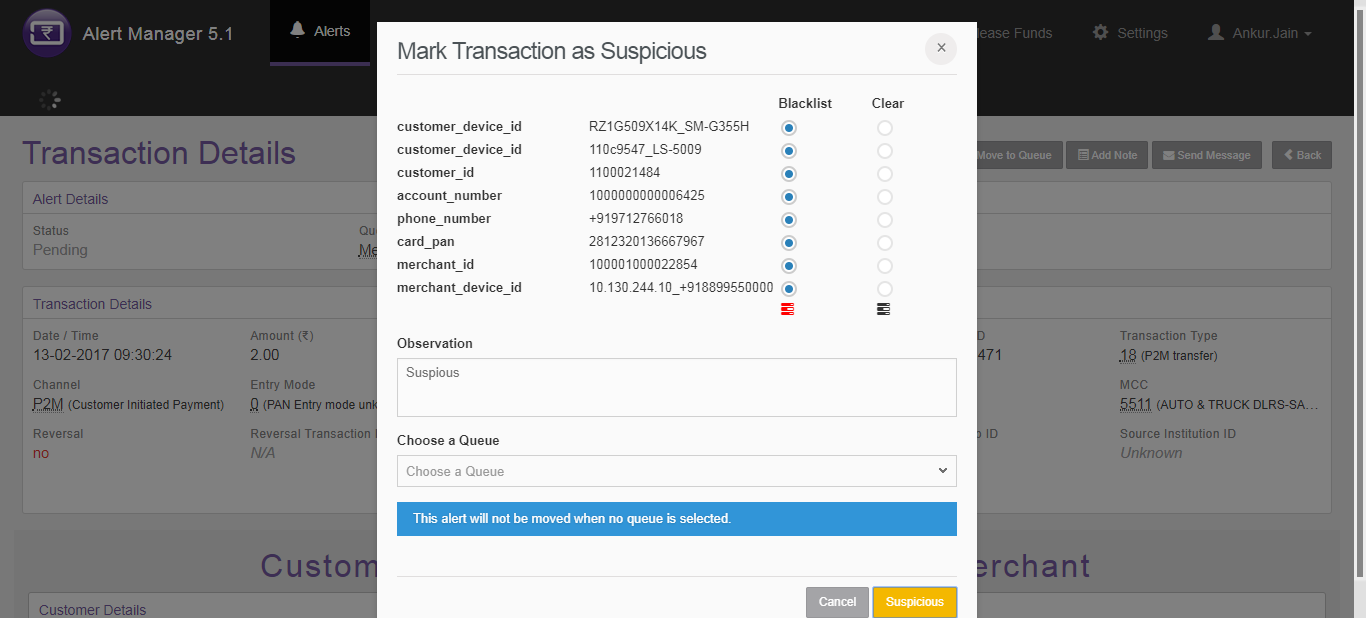 Alert Manager 5.1
Alerts
ease Funds
Settings
Ankur.Jain
Mark Transaction as Suspicious
×
Blacklist Clear
customer_device_id RZ1G509X14K_SM-G355H
customer_device_id 110c9547_LS-5009
customer_id 1100021484
account_number 1000000000006425
phone_number +919712766018
card_pan 2812320136667967
merchant_id 100001000022854
merchant_device_id 10.130.244.10_+918899550000
Observation
Suspious
Choose a Queue
Choose a Queue
This alert will not be moved when no queue is selected.
Cancel Suspicious
Transaction Details
Move to Queue Add Note Send Message Back
Alert Details
Status Qu
Pending Me
Transaction Details
Date / Time Amount (₹) D Transaction Type
13-02-2017 09:30:24 2.00 471 18 (P2M transfer)
Channel Entry Mode MCC
P2M (Customer Initiated Payment) 0 (PAN Entry mode unk 5511 (AUTO & TRUCK DLRS-SA...
Reversal Reversal Transaction ID Source Institution ID
no N/A Unknown
Custom erchant
Customer Details